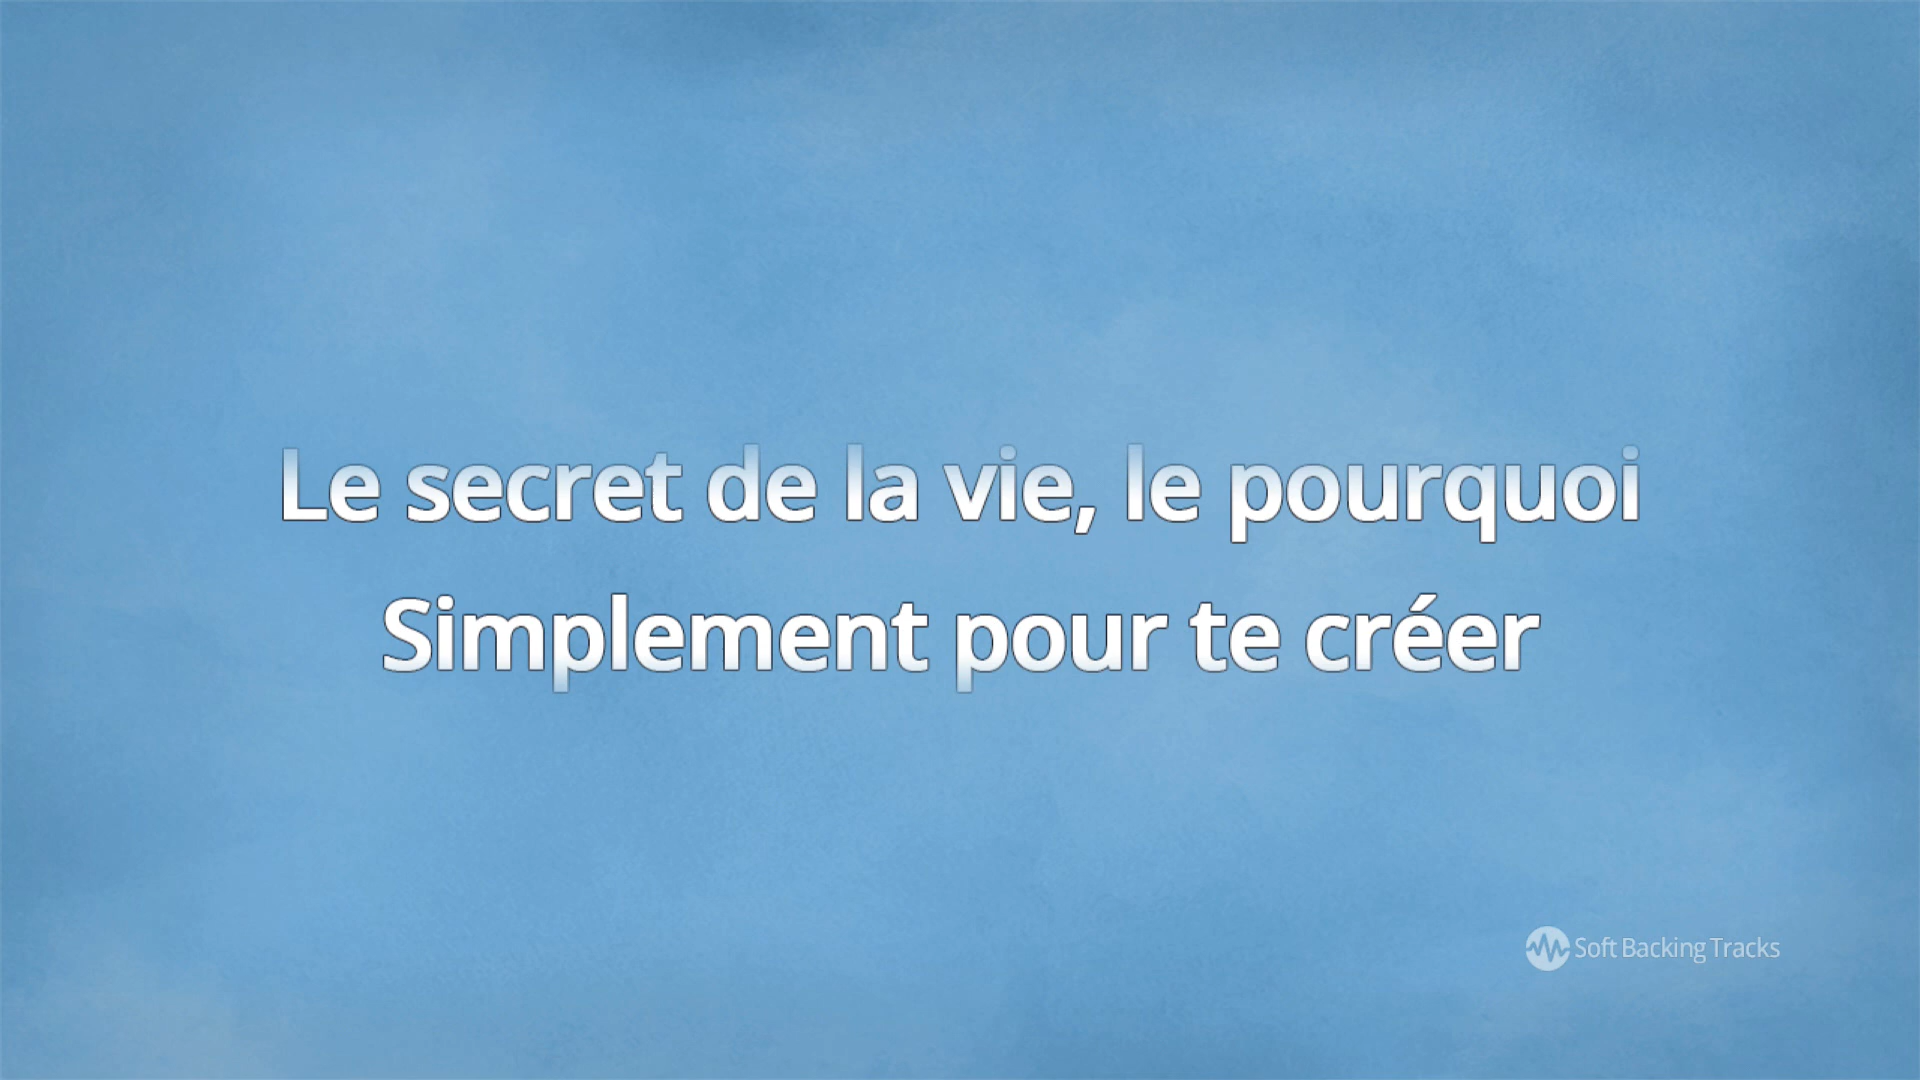 Le secret de la vie, le pourquoi
Simplement pour te créer
Soft Backing Tracks